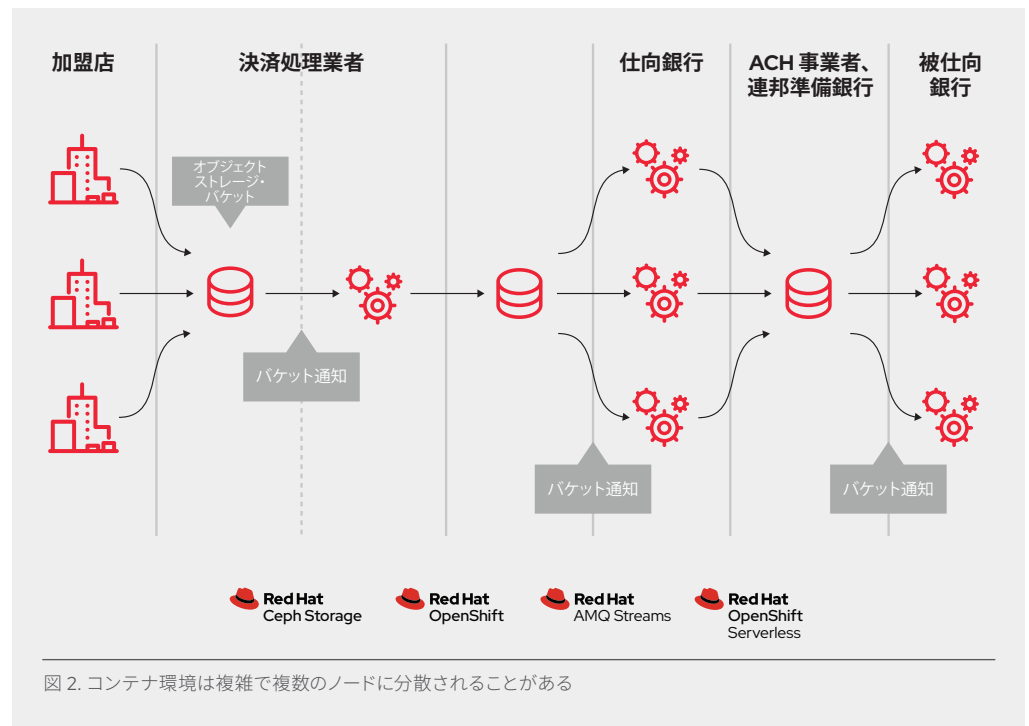 加盟店
決済処理業者
仕向銀行
ACH 事業者、
連邦準備銀行
被仕向
銀行
オブジェクト
ストレージ・
バケット
バケット通知
バケット通知
バケット通知
Red Hat
Ceph Storage
Red Hat
OpenShift
Red Hat
AMQ Streams
Red Hat
OpenShift
Serverless
図 2. コンテナ環境は複雑で複数のノードに分散されることがある